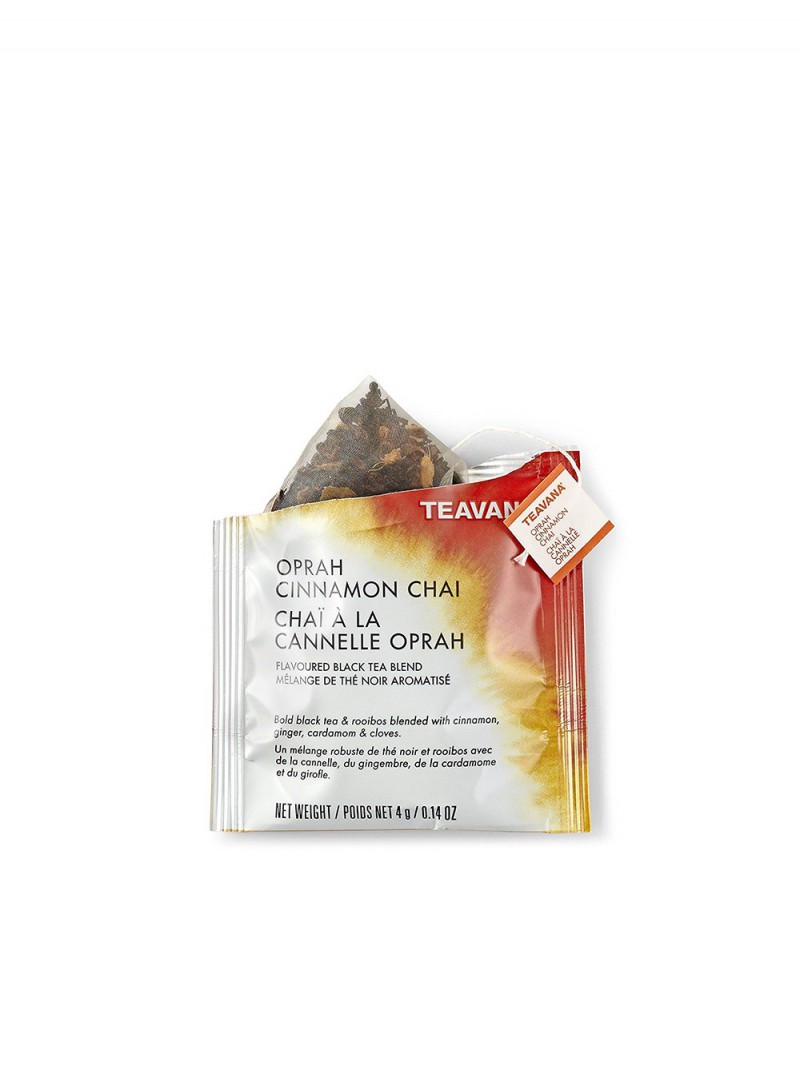 TEAVAN
OPRAH
CINNAMON CHAI
CHAÏ À LA
CANNELLE OPRAH
FLAVOURED BLACK TEA BLEND
MÉLANGE DE THÉ NOIR AROMATISÉ
Bold black tea & rooibos blended with cinnamon,
ginger, cardamom & cloves.
Un mélange robuste de thé noir et rooibos avec
de la cannelle, du gingembre, de la cardamome
et du girofle.
NET WEIGHT / POIDS NET 4 g / 0.14 OZ
TEAVANA®
OPRAH
CINNAMON
CHAI
CHAÏ À LA
CANNELLE
OPRAH